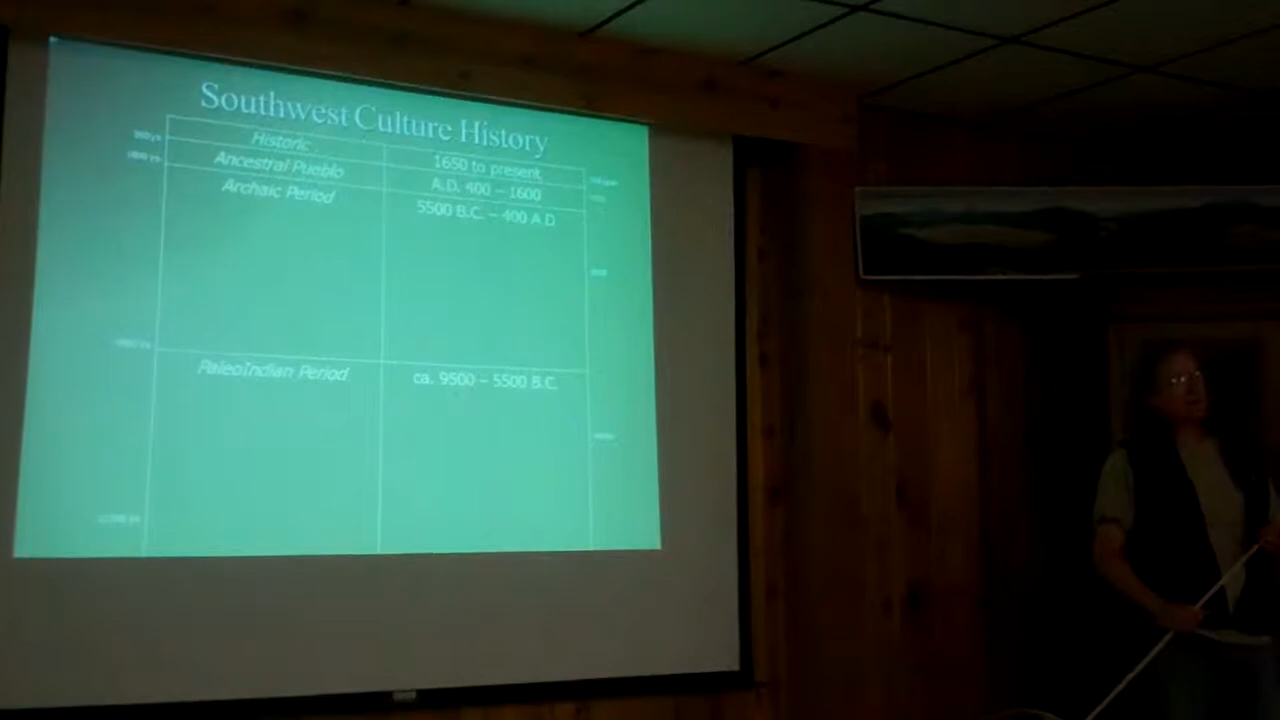 Southwest Culture History
Historic
1650 to present
Ancestral Pueblo
A.D. 400 – 1600
Archaic Period
5500 B.C. – 400 A.D
PaleoIndian Period
ca. 9500 – 5500 B.C.